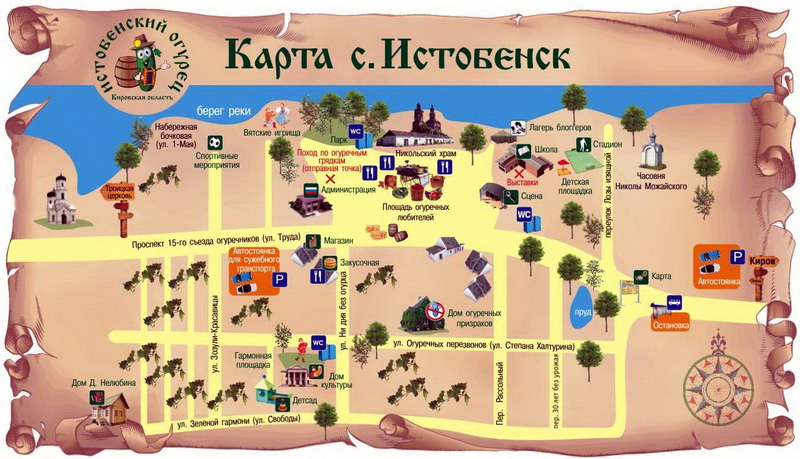 ИСТОБЕНСКИЙ ОГУРЕЦ
Кировская область
Карта с. Истобенск
берег реки
Набережная
бочковая
(ул. 1-Мая)
Спортивные
мероприятия
Вятские игрища
Парк
WC
Поход по огуречным
грядкам
(отправная точка)
Никольский храм
Лагерь блоггеров
Школа
Стадион
Выставки
Детская
площадка
Часовня
Николы Можайского
Троицкая
церковь
Администрация
Площадь огуречных
любителей
Сцена
WC
переулок Лозы изящной
Проспект 15-го съезда огуречников (ул. Труда)
Магазин
Автостоянка
для служебного
транспорта
P
Закусочная
P
Автостоянка
Киров
Карта
пруд
Остановка
Дом огуречных
призраков
ул. Зозули-Красавицы
ул. Ни дня без огурца
ул. Огуречных перезвонов (ул. Степана Халтурина)
WC
Гармонная
площадка
Дом
культуры
Дом Д. Нелюбина
Детсад
Пер. Рассольный
пер. 30 лет без урожая
ул. Зеленой гармони (ул. Свободы)